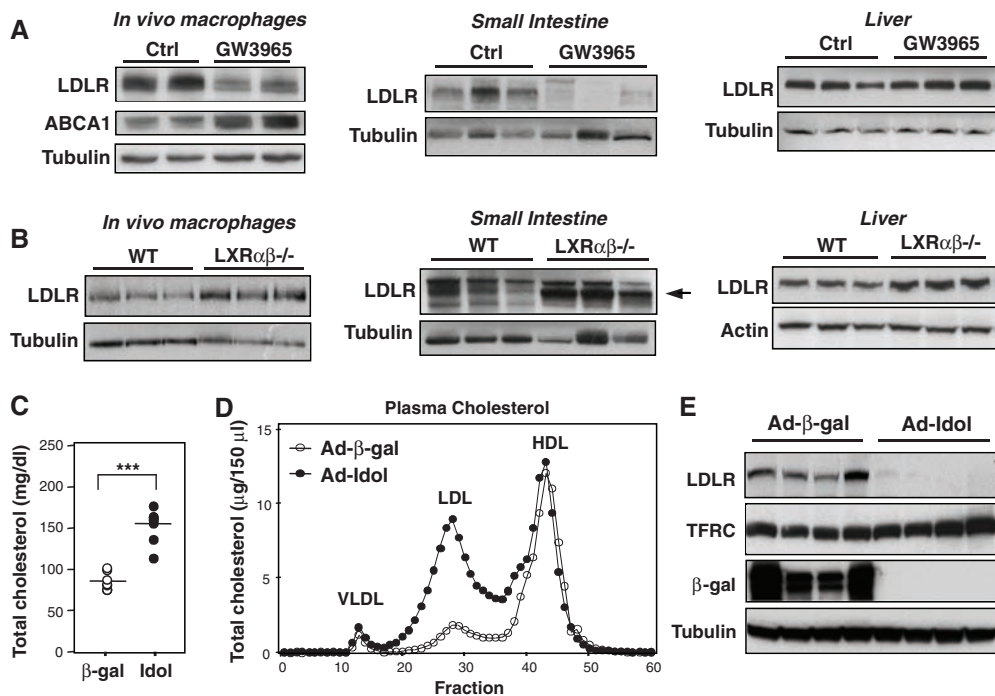 A
In vivo macrophages
Ctrl GW3965
LDLR
ABCA1
Tubulin
Small Intestine
Ctrl GW3965
LDLR
Tubulin
Liver
Ctrl GW3965
LDLR
Tubulin
B
In vivo macrophages
WT LXRαβ-/-
LDLR
Tubulin
Small Intestine
WT LXRαβ-/-
LDLR
Tubulin
Liver
WT LXRαβ-/-
LDLR
Actin
C
Total cholesterol (mg/dl)
250
200
150
100
50
0
***
β-gal Idol
D
Plasma Cholesterol
Total cholesterol (μg/150 μl)
15
10
5
0
Ad-β-gal
Ad-Idol
VLDL
LDL
HDL
0 10 20 30 40 50 60
Fraction
E
Ad-β-gal Ad-Idol
LDLR
TFRC
β-gal
Tubulin